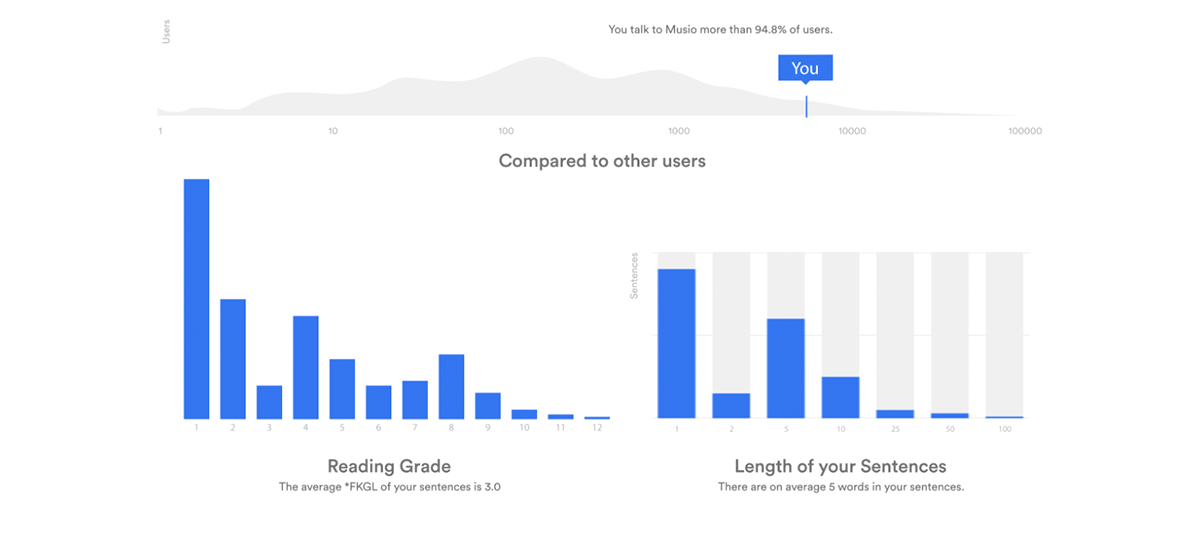 Users
You talk to Musio more than 94.8% of users.
You
1 10 100 1000 10000 100000
Compared to other users
1 2 3 4 5 6 7 8 9 10 11 12
Reading Grade
The average *FKGL of your sentences is 3.0
Sentences
1 2 5 10 25 50 100
Length of your Sentences
There are on average 5 words in your sentences.